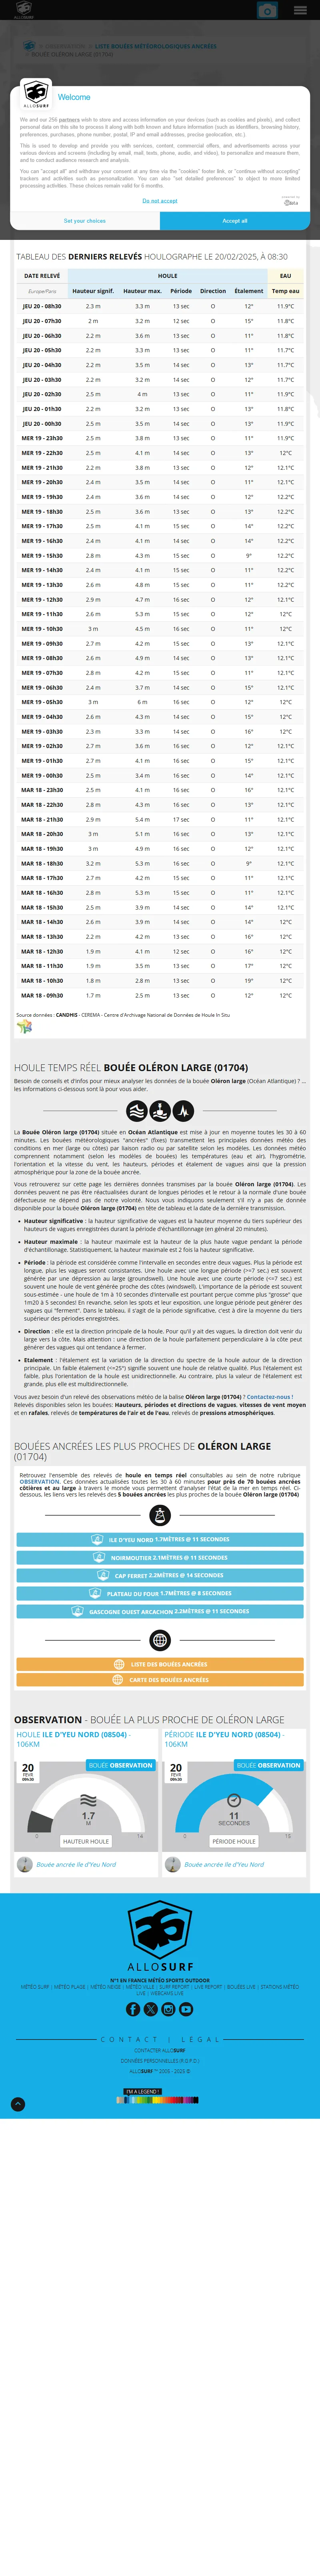 ALLOSURF
OBSERVATION > LISTE BOUÉES MÉTÉOROLOGIQUES ANCRÉES
> BOUÉE OLÉRON LARGE (01704)
ALLOSURF
Welcome
We and our 256 partners wish to store and access information on your devices (such as cookies and pixels), and collect
personal data on this site to process it along with both known and future information (such as identifiers, browsing history,
preferences, purchases, phone number, postal, IP and email addresses, precise geolocation, etc.).
This is used to develop and provide you with services, content, commercial offers, and advertisements across your
various devices and screens (including by email, mail, texts, phone, audio, and video), to personalize and measure them,
and to conduct audience research and analysis.
You can "accept all" and withdraw your consent at any time via the "cookies" footer link, or "continue without accepting"
trackers and such activities on your personal data. You can also "set detailed preferences" to object to more limited
processing activities. These choices remain valid for 6 months.
Do not accept
Set your choices
Accept all
TABLEAU DES DERNIERS RELEVÉS HOULOGRAPHE LE 20/02/2025, À 08:30
DATE RELEVÉ HOULE EAU
Europe/Paris Hauteur signif. Hauteur max. Période Direction Étalement Temp eau
JEU 20 - 08h30 2.3 m 3.3 m 13 sec O 12° 11.9°C
JEU 20 - 07h30 2 m 3.2 m 12 sec O 15° 11.8°C
JEU 20 - 06h30 2.2 m 3.6 m 13 sec O 11° 11.8°C
JEU 20 - 05h30 2.2 m 3.3 m 13 sec O 11° 11.7°C
JEU 20 - 04h30 2.2 m 3.5 m 14 sec O 13° 11.7°C
JEU 20 - 03h30 2.2 m 3.2 m 14 sec O 12° 11.7°C
JEU 20 - 02h30 2.5 m 4 m 13 sec O 11° 11.9°C
JEU 20 - 01h30 2.2 m 3.2 m 13 sec O 13° 11.8°C
JEU 20 - 00h30 2.5 m 3.5 m 14 sec O 13° 11.9°C
MER 19 - 23h30 2.5 m 3.8 m 13 sec O 11° 11.9°C
MER 19 - 22h30 2.5 m 4.1 m 14 sec O 13° 12°C
MER 19 - 21h30 2.2 m 3.8 m 13 sec O 12° 12.1°C
MER 19 - 20h30 2.4 m 3.5 m 14 sec O 11° 12.1°C
MER 19 - 19h30 2.4 m 3.6 m 14 sec O 12° 12.2°C
MER 19 - 18h30 2.5 m 3.6 m 13 sec O 13° 12.2°C
MER 19 - 17h30 2.5 m 4.1 m 15 sec O 14° 12.2°C
MER 19 - 16h30 2.4 m 4.1 m 14 sec O 14° 12.2°C
MER 19 - 15h30 2.8 m 4.3 m 15 sec O 9° 12.2°C
MER 19 - 14h30 2.4 m 4.1 m 15 sec O 11° 12.2°C
MER 19 - 13h30 2.6 m 4.8 m 15 sec O 11° 12.2°C
MER 19 - 12h30 2.9 m 4.7 m 16 sec O 12° 12.1°C
MER 19 - 11h30 2.6 m 5.3 m 15 sec O 12° 12°C
MER 19 - 10h30 3 m 4.5 m 16 sec O 11° 12°C
MER 19 - 09h30 2.7 m 4.2 m 15 sec O 13° 12.1°C
MER 19 - 08h30 2.6 m 4.9 m 14 sec O 13° 12.1°C
MER 19 - 07h30 2.8 m 4.2 m 15 sec O 11° 12.1°C
MER 19 - 06h30 2.4 m 3.7 m 14 sec O 15° 12.1°C
MER 19 - 05h30 3 m 6 m 16 sec O 12° 12°C
MER 19 - 04h30 2.6 m 4.3 m 14 sec O 15° 12°C
MER 19 - 03h30 2.3 m 3.3 m 14 sec O 16° 12°C
MER 19 - 02h30 2.7 m 3.6 m 16 sec O 12° 12.1°C
MER 19 - 01h30 2.7 m 4.1 m 16 sec O 15° 12.1°C
MER 19 - 00h30 2.5 m 3.4 m 16 sec O 14° 12.1°C
MAR 18 - 23h30 2.5 m 4.1 m 16 sec O 16° 12.1°C
MAR 18 - 22h30 2.8 m 4.3 m 16 sec O 13° 12.1°C
MAR 18 - 21h30 2.9 m 5.4 m 17 sec O 11° 12.1°C
MAR 18 - 20h30 3 m 5.1 m 16 sec O 13° 12.1°C
MAR 18 - 19h30 3 m 4.9 m 16 sec O 12° 12.1°C
MAR 18 - 18h30 3.2 m 5.3 m 16 sec O 9° 12.1°C
MAR 18 - 17h30 2.7 m 4.2 m 15 sec O 11° 12.1°C
MAR 18 - 16h30 2.8 m 5.3 m 15 sec O 11° 12.1°C
MAR 18 - 15h30 2.5 m 3.9 m 14 sec O 14° 12.1°C
MAR 18 - 14h30 2.6 m 3.9 m 14 sec O 14° 12°C
MAR 18 - 13h30 2.2 m 4.2 m 13 sec O 16° 12°C
MAR 18 - 12h30 1.9 m 4.1 m 12 sec O 16° 12°C
MAR 18 - 11h30 1.9 m 3.5 m 13 sec O 17° 12°C
MAR 18 - 10h30 1.8 m 2.8 m 13 sec O 19° 12°C
MAR 18 - 09h30 1.7 m 2.5 m 13 sec O 12° 12°C
Source données : CANDHIS - CEREMA - Centre d'Archivage National de Données de Houle In Situ
HOULE TEMPS RÉEL BOUÉE OLÉRON LARGE (01704)
Besoin de conseils et d'infos pour mieux analyser les données de la bouée Oléron large (Océan Atlantique) ? ...
les informations ci-dessous sont là pour vous aider.
La Bouée Oléron large (01704) située en Océan Atlantique est mise à jour en moyenne toutes les 30 à 60
minutes. Les bouées météorologiques "ancrées" (fixes) transmettent les principales données météo des
conditions en mer (large ou côtes) par liaison radio ou par satellite selon les modèles. Les données météo
comprennent notamment (selon les modèles de bouées) les températures (eau et air), l'hygrométrie,
l'orientation et la vitesse du vent, les hauteurs, périodes et étalement de vagues ainsi que la pression
atmosphérique pour la zone de la bouée ancrée.
Vous retrouverez sur cette page les dernières données transmises par la bouée Oléron large (01704). Les
données peuvent ne pas être réactualisées durant de longues périodes et le retour à la normale d'une bouée
défectueuse ne dépend pas de notre volonté. Nous vous indiquons seulement s'il n'y a pas de donnée
disponible pour la bouée Oléron large (01704) en tête de tableau et la date de la dernière transmission.
• Hauteur significative : la hauteur significative de vagues est la hauteur moyenne du tiers supérieur des
hauteurs de vagues enregistrées durant la période d'échantillonnage (en général 20 minutes).
• Hauteur maximale : la hauteur maximale est la hauteur de la plus haute vague pendant la période
d'échantillonage. Statistiquement, la hauteur maximale est 2 fois la hauteur significative.
• Période : la période est considérée comme l'intervalle en secondes entre deux vagues. Plus la période est
longue, plus les vagues seront consistantes. Une houle avec une longue période (=>7 sec.) est souvent
générée par une dépression au large (groundswell). Une houle avec une courte période (<=7 sec.) est
souvent une houle de vent générée proche des côtes (windswell). L'importance de la période est souvent
sous-estimée - une houle de 1m à 10 secondes d'intervalle est pourtant perçue comme plus "grosse" que
1m20 à 5 secondes! En revanche, selon les spots et leur exposition, une longue période peut générer des
vagues qui "ferment". Dans le tableau, il s'agit de la période significative, c'est à dire la moyenne du tiers
supérieur des périodes enregistrées.
• Direction : elle est la direction principale de la houle. Pour qu'il y ait des vagues, la direction doit venir du
large vers la côte. Mais attention : une direction de la houle parfaitement perpendiculaire à la côte peut
générer des vagues qui ont tendance à fermer.
• Etalement : l'étalement est la variation de la direction du spectre de la houle autour de la direction
principale. Un faible étalement (<=25°) signifie souvent une houle de relative qualité. Plus l'étalement est
faible, plus l'orientation de la houle est unidirectionnelle. Au contraire, plus la valeur de l'étalement est
grande, plus la houle est multidirectionnelle.
Vous avez besoin d'un relevé des observations météo de la balise Oléron large (01704) ? Contactez-nous !
Relevés disponibles selon les bouées: Hauteurs, périodes et directions de vagues, vitesses de vent moyen
et en rafales, relevés de températures de l'air et de l'eau, relevés de pressions atmosphériques.
BOUÉES ANCRÉES LES PLUS PROCHES DE OLÉRON LARGE
(01704)
Retrouvez l'ensemble des relevés de houle en temps réel consultables au sein de notre rubrique
OBSERVATION. Ces données actualisées toutes les 30 à 60 minutes pour près de 70 bouées ancrées
côtières et au large à travers le monde vous permettent d'analyser l'état de la mer en temps réel. Ci-
dessous, les liens vers les relevés des 5 bouées ancrées les plus proches de la bouée Oléron large (01704)
ILE D'YEU NORD 1.7MÈTRES @ 11 SECONDES
NOIRMOUTIER 2.1MÈTRES @ 11 SECONDES
CAP FERRET 2.2MÈTRES @ 14 SECONDES
PLATEAU DU FOUR 1.7MÈTRES @ 8 SECONDES
GASCOGNE OUEST ARCACHON 2.2MÈTRES @ 11 SECONDES
LISTE DES BOUÉES ANCRÉES
CARTE DES BOUÉES ANCRÉES
OBSERVATION - BOUÉE LA PLUS PROCHE DE OLÉRON LARGE
HOULE ILE D'YEU NORD (08504) -
106KM
20
FEVR
09h30
BOUÉE OBSERVATION
1.7
M
0
14
HAUTEUR HOULE
Bouée ancrée Ile d'Yeu Nord
PÉRIODE ILE D'YEU NORD (08504) -
106KM
20
FEVR
09h30
BOUÉE OBSERVATION
11
SECONDES
0
15
PÉRIODE HOULE
Bouée ancrée Ile d'Yeu Nord
ALLOSURF
N°1 EN FRANCE MÉTÉO SPORTS OUTDOOR
MÉTÉO SURF | MÉTÉO PLAGE | MÉTÉO NEIGE | MÉTÉO VILLE | SURF REPORT | LIVE REPORT | BOUÉES LIVE | STATIONS MÉTÉO
LIVE | WEBCAMS LIVE
CONTACT | LEGAL
CONTACTER ALLOSURF
DONNÉES PERSONNELLES (R.G.P.D.)
ALLOSURF™ 2005 - 2025 ©
I'M A LEGEND !